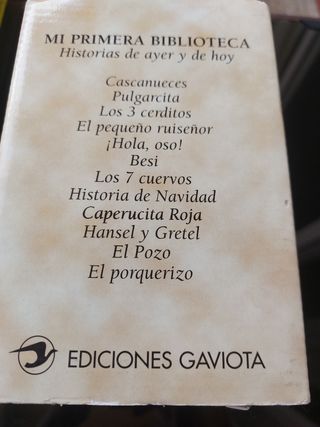 MI PRIMERA BIBLIOTECA
Historias de ayer y de hoy
Cascanueces
Pulgarcita
Los 3 cerditos
El pequeño ruiseñor
¡Hola, oso!
Besi
Los 7 cuervos
Historia de Navidad
Caperucita Roja
Hansel y Gretel
El Pozo
El porquerizo
EDICIONES GAVIOTA